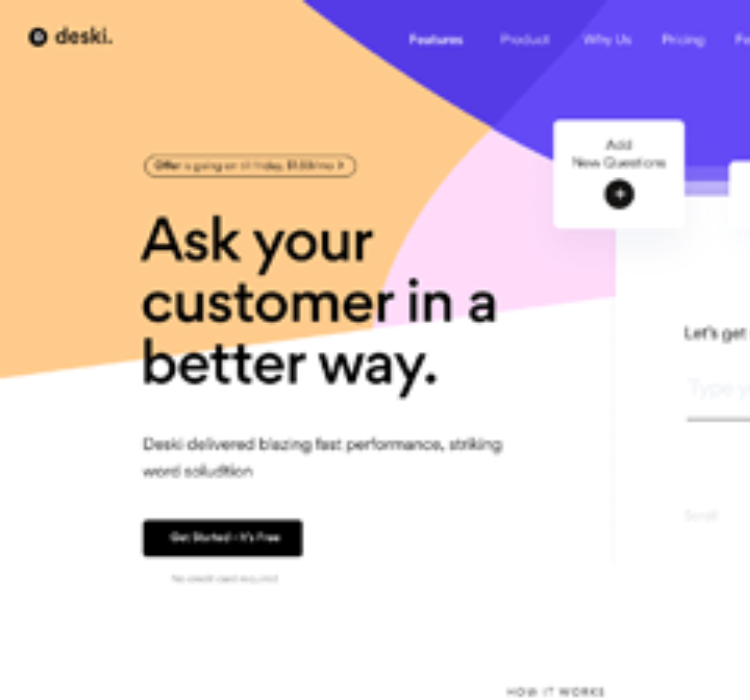 deski.
Features Product Why Us Pricing
Add
New Questions
Offer is going on till friday, $1.99/mo
Ask your
customer in a
better way.
Let's get
Type
Deski delivered blazing fast performance, striking
word soludtion
Scroll
Get Started - It's Free
No credit card required
HOW IT WORKS